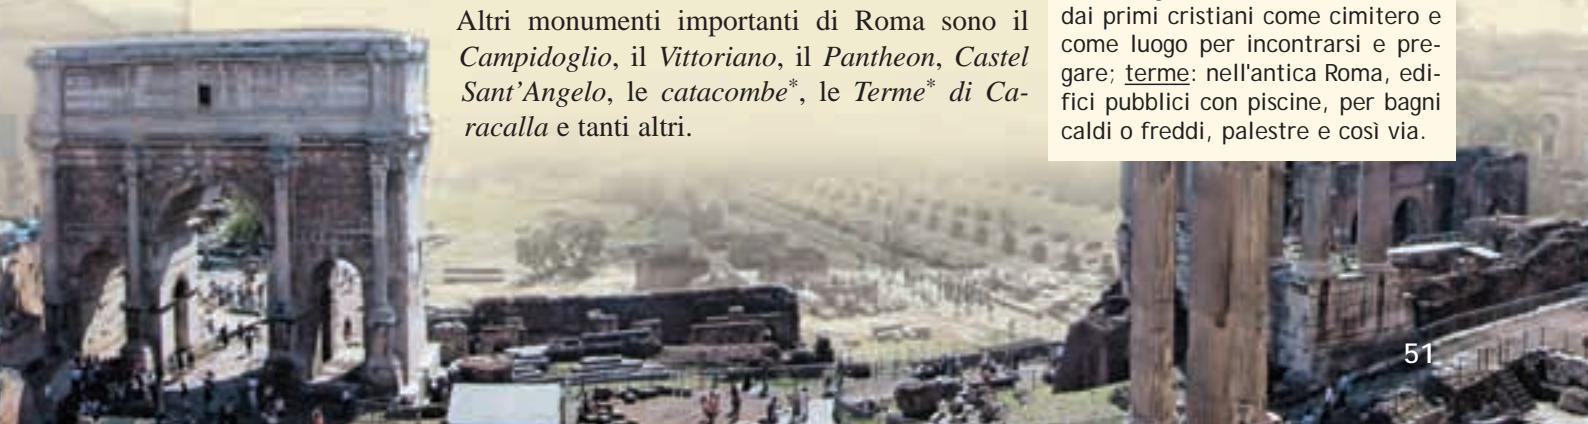 Altri monumenti importanti di Roma sono il
Campidoglio, il Vittoriano, il Pantheon, Castel
Sant'Angelo, le catacombe*, le Terme* di Ca-
racalla e tanti altri.
dai primi cristiani come cimitero e
come luogo per incontrarsi e pre-
gare; terme: nell'antica Roma, edi-
fici pubblici con piscine, per bagni
caldi o freddi, palestre e così via.
51